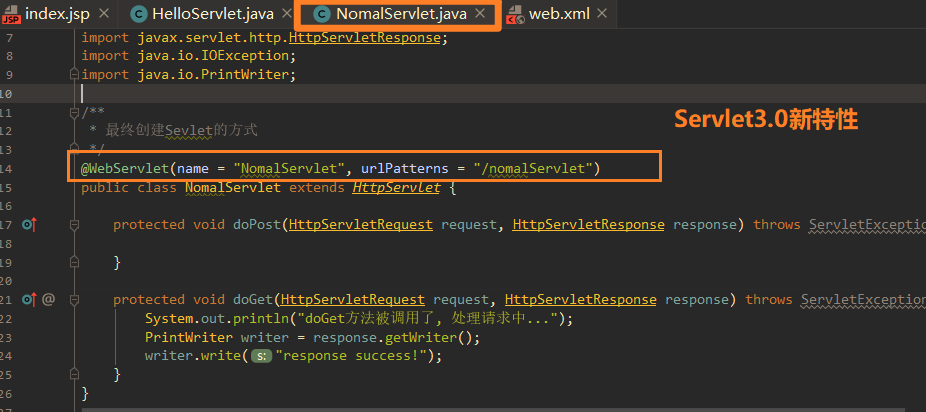 index.jsp HelloServlet.java NomalServlet.java web.xml
7 import javax.servlet.http.HttpServletResponse;
8 import java.io.IOException;
9 import java.io.PrintWriter;
10
11 /**
Servlet3.0新特性
12 * 最终创建Sevlet的方式
13 */
14 @WebServlet(name = "NomalServlet", urlPatterns = "/nomalServlet")
15 public class NomalServlet extends HttpServlet {
16
17 protected void doPost(HttpServletRequest request, HttpServletResponse response) throws ServletException
18
19 }
20
21 @ protected void doGet(HttpServletRequest request, HttpServletResponse response) throws ServletException
22 System.out.println("doGet方法被调用了, 处理请求中...");
23 PrintWriter writer = response.getWriter();
24 writer.write( s: "response success!");
25 }
26 }